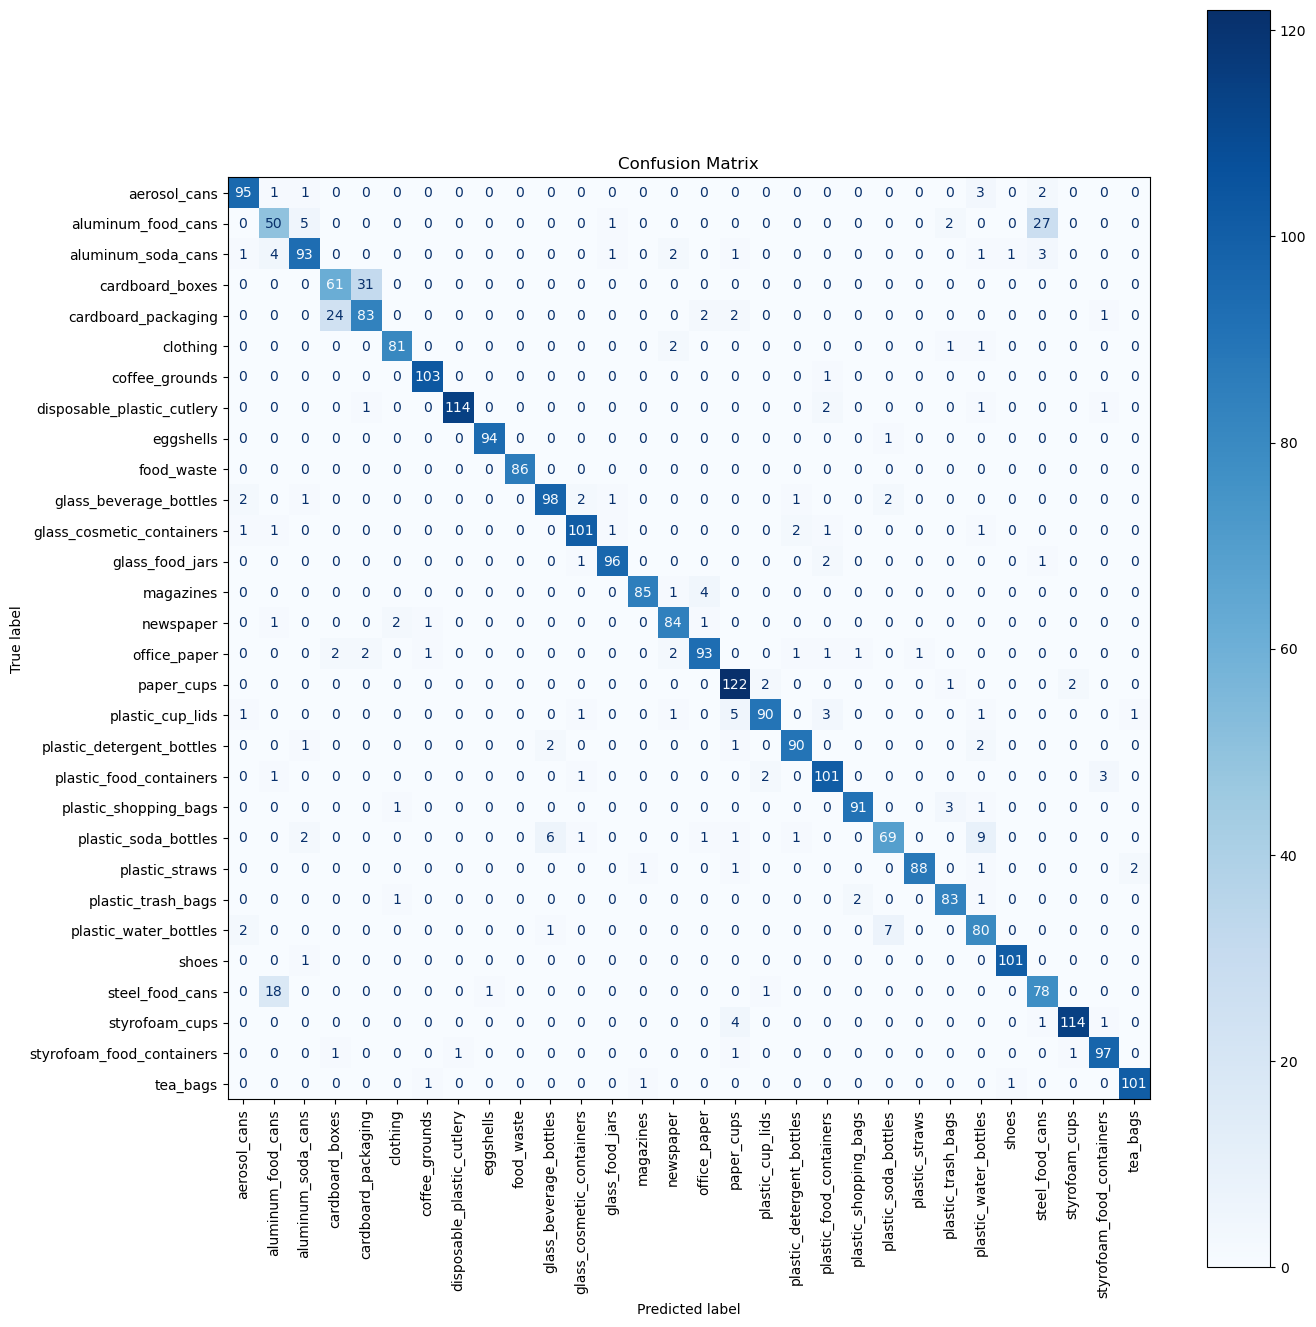 Confusion Matrix
aerosol_cans 95 1 1 0 0 0 0 0 0 0 0 0 0 0 0 0 0 0 0 0 0 0 0 0 3 0 2 0 0 0
aluminum_food_cans 0 50 5 0 0 0 0 0 0 0 0 0 1 0 0 0 0 0 0 0 0 0 0 2 0 0 27 0 0 0
aluminum_soda_cans 1 4 93 0 0 0 0 0 0 0 0 0 1 0 2 0 1 0 0 0 0 0 0 0 1 1 3 0 0 0
cardboard_boxes 0 0 0 61 31 0 0 0 0 0 0 0 0 0 0 0 0 0 0 0 0 0 0 0 0 0 0 0 0 0
cardboard_packaging 0 0 0 24 83 0 0 0 0 0 0 0 0 0 0 2 2 0 0 0 0 0 0 0 0 0 0 0 1 0
clothing 0 0 0 0 0 81 0 0 0 0 0 0 0 0 2 0 0 0 0 0 0 0 0 1 1 0 0 0 0 0
coffee_grounds 0 0 0 0 0 0 103 0 0 0 0 0 0 0 0 0 0 0 0 1 0 0 0 0 0 0 0 0 0 0
disposable_plastic_cutlery 0 0 0 0 1 0 0 114 0 0 0 0 0 0 0 0 0 0 0 2 0 0 0 0 1 0 0 0 1 0
eggshells 0 0 0 0 0 0 0 0 94 0 0 0 0 0 0 0 0 0 0 0 0 1 0 0 0 0 0 0 0 0
food_waste 0 0 0 0 0 0 0 0 0 86 0 0 0 0 0 0 0 0 0 0 0 0 0 0 0 0 0 0 0 0
glass_beverage_bottles 2 0 1 0 0 0 0 0 0 0 98 2 1 0 0 0 0 0 1 0 0 2 0 0 0 0 0 0 0 0
glass_cosmetic_containers 1 1 0 0 0 0 0 0 0 0 0 101 1 0 0 0 0 0 2 1 0 0 0 0 1 0 0 0 0 0
glass_food_jars 0 0 0 0 0 0 0 0 0 0 0 1 96 0 0 0 0 0 0 2 0 0 0 0 0 0 1 0 0 0
magazines 0 0 0 0 0 0 0 0 0 0 0 0 0 85 1 4 0 0 0 0 0 0 0 0 0 0 0 0 0 0
newspaper 0 1 0 0 0 2 1 0 0 0 0 0 0 0 84 1 0 0 0 0 0 0 0 0 0 0 0 0 0 0
office_paper 0 0 0 2 2 0 1 0 0 0 0 0 0 0 2 93 0 0 1 1 1 0 1 0 0 0 0 0 0 0
paper_cups 0 0 0 0 0 0 0 0 0 0 0 0 0 0 0 0 122 2 0 0 0 0 0 1 0 0 0 2 0 0
plastic_cup_lids 1 0 0 0 0 0 0 0 0 0 0 1 0 0 1 0 5 90 0 3 0 0 0 0 1 0 0 0 0 1
plastic_detergent_bottles 0 0 1 0 0 0 0 0 0 0 2 0 0 0 0 0 1 0 90 0 0 0 0 0 2 0 0 0 0 0
plastic_food_containers 0 1 0 0 0 0 0 0 0 0 0 1 0 0 0 0 0 2 0 101 0 0 0 0 0 0 0 0 3 0
plastic_shopping_bags 0 0 0 0 0 1 0 0 0 0 0 0 0 0 0 0 0 0 0 0 91 0 0 3 1 0 0 0 0 0
plastic_soda_bottles 0 0 2 0 0 0 0 0 0 0 6 1 0 0 0 1 1 0 1 0 0 69 0 0 9 0 0 0 0 0
plastic_straws 0 0 0 0 0 0 0 0 0 0 0 0 0 1 0 0 1 0 0 0 0 0 88 0 1 0 0 0 0 2
plastic_trash_bags 0 0 0 0 0 1 0 0 0 0 0 0 0 0 0 0 0 0 0 0 2 0 0 83 1 0 0 0 0 0
plastic_water_bottles 2 0 0 0 0 0 0 0 0 0 1 0 0 0 0 0 0 0 0 0 0 7 0 0 80 0 0 0 0 0
shoes 0 0 1 0 0 0 0 0 0 0 0 0 0 0 0 0 0 0 0 0 0 0 0 0 0 101 0 0 0 0
steel_food_cans 0 18 0 0 0 0 0 0 1 0 0 0 0 0 0 0 0 1 0 0 0 0 0 0 0 0 78 0 0 0
styrofoam_cups 0 0 0 0 0 0 0 0 0 0 0 0 0 0 0 0 4 0 0 0 0 0 0 0 0 0 1 114 1 0
styrofoam_food_containers 0 0 0 1 0 0 0 1 0 0 0 0 0 0 0 0 1 0 0 0 0 0 0 0 0 0 0 1 97 0
tea_bags 0 0 0 0 0 0 1 0 0 0 0 0 0 1 0 0 0 0 0 0 0 0 0 0 0 1 0 0 0 101
True label
aerosol_cans
aluminum_food_cans
aluminum_soda_cans
cardboard_boxes
cardboard_packaging
clothing
coffee_grounds
disposable_plastic_cutlery
eggshells
food_waste
glass_beverage_bottles
glass_cosmetic_containers
glass_food_jars
magazines
newspaper
office_paper
paper_cups
plastic_cup_lids
plastic_detergent_bottles
plastic_food_containers
plastic_shopping_bags
plastic_soda_bottles
plastic_straws
plastic_trash_bags
plastic_water_bottles
shoes
steel_food_cans
styrofoam_cups
styrofoam_food_containers
tea_bags
Predicted label
120
100
80
60
40
20
0